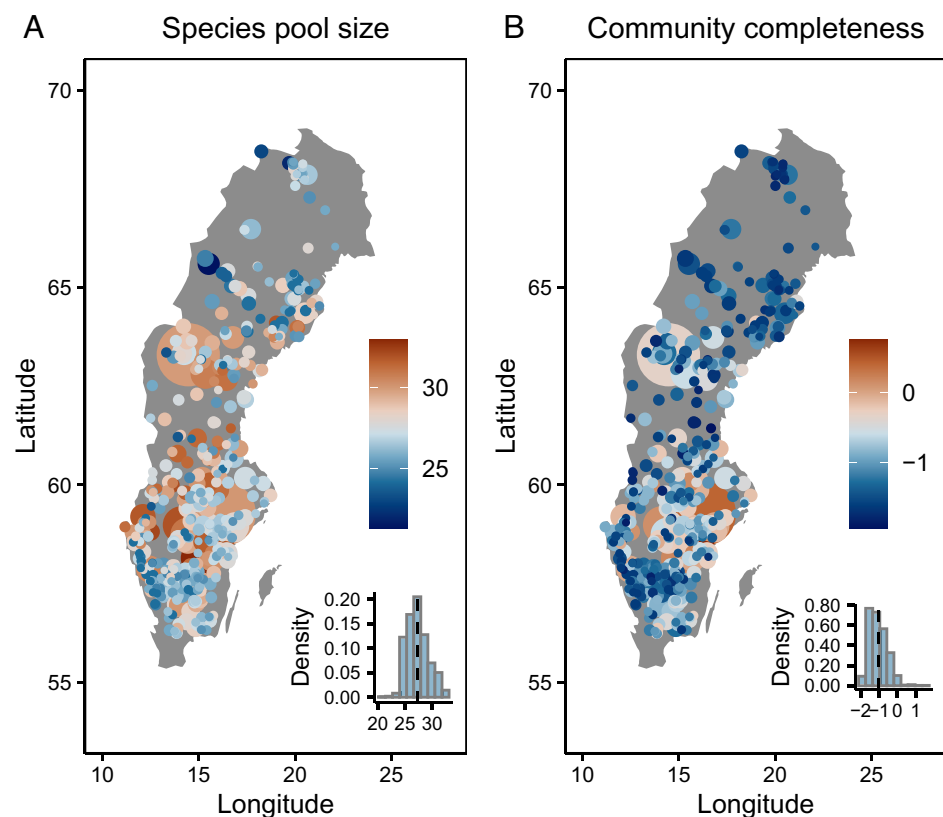 A Species pool size
B Community completeness
70
65
60
55
Latitude
10 15 20 25
Longitude
30
25
Density
0.20
0.15
0.10
0.05
0.00
20 25 30
70
65
60
55
Latitude
10 15 20 25
Longitude
0
−1
Density
0.80
0.60
0.40
0.20
0.00
−2 −1 0 1